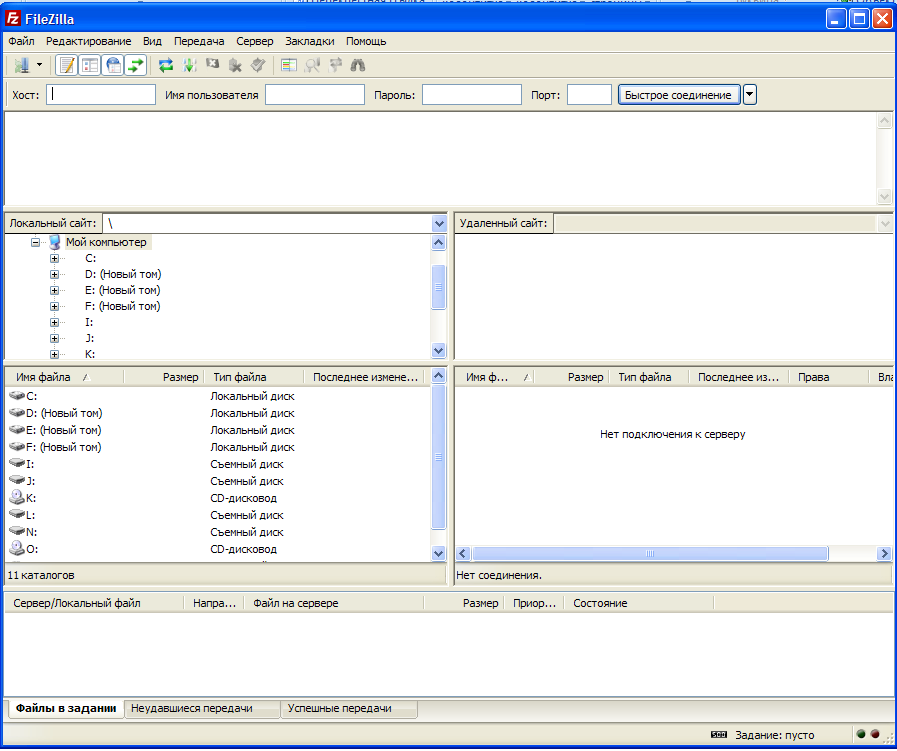 FileZilla
Файл Редактирование Вид Передача Сервер Закладки Помощь
Хост: Имя пользователя Пароль: Порт: Быстрое соединение
Локальный сайт: \
Удаленный сайт:
Мой компьютер
C:
D: (Новый том)
E: (Новый том)
F: (Новый том)
I:
J:
K:
Имя файла Размер Тип файла Последнее измене...
C: Локальный диск
D: (Новый том) Локальный диск
E: (Новый том) Локальный диск
F: (Новый том) Локальный диск
I: Съемный диск
J: Съемный диск
K: CD-дисковод
L: Съемный диск
N: Съемный диск
O: CD-дисковод
11 каталогов
Имя ф... Размер Тип файла Последнее из... Права Вла
Нет подключения к серверу
Нет соединения.
Сервер/Локальный файл Напра... Файл на сервере Размер Приор... Состояние
Файлы в задании Неудавшиеся передачи Успешные передачи
Задание: пусто